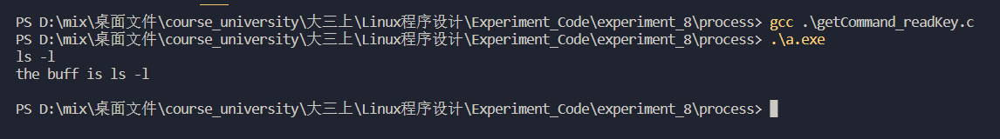 PS D:\mix\桌面文件\course_university\大三上\Linux程序设计\Experiment_Code\experiment_8\process> gcc .\getCommand_readKey.c
PS D:\mix\桌面文件\course_university\大三上\Linux程序设计\Experiment_Code\experiment_8\process> .\a.exe
ls -l
the buff is ls -l
PS D:\mix\桌面文件\course_university\大三上\Linux程序设计\Experiment_Code\experiment_8\process>